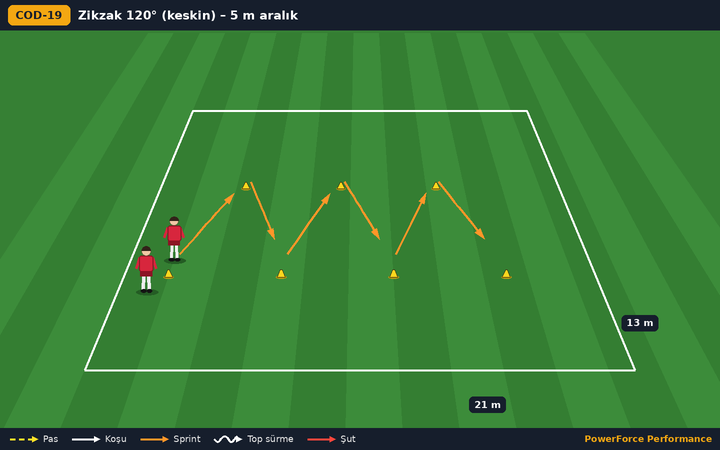 COD-19 Zikzak 120° (keskin) – 5 m aralık
13 m
21 m
Pas Koşu Sprint Top sürme Şut PowerForce Performance